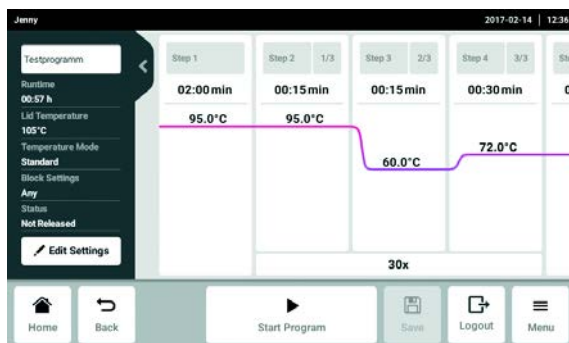 Jenny
2017-02-14 | 12:36
Testprogramm
Runtime
00:57 h
Lid Temperature
105°C
Temperature Mode
Standard
Block Settings
Any
Status
Not Released
Edit Settings
Step 1
Step 2 1/3
Step 3 2/3
Step 4 3/3
02:00 min
00:15 min
00:15 min
00:30 min
95.0°C
95.0°C
60.0°C
72.0°C
30x
Home
Back
Start Program
Save
Logout
Menu